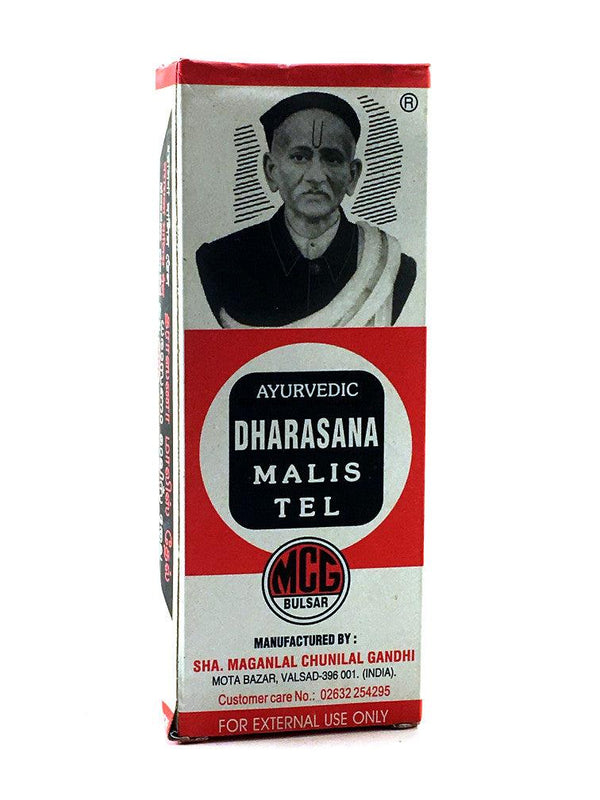 ®
AYURVEDIC
DHARASANA
MALIS
TEL
MCG
BULSAR
MANUFACTURED BY :
SHA. MAGANLAL CHUNILAL GANDHI
MOTA BAZAR, VALSAD-396 001. (INDIA).
Customer care No.: 02632 254295
FOR EXTERNAL USE ONLY